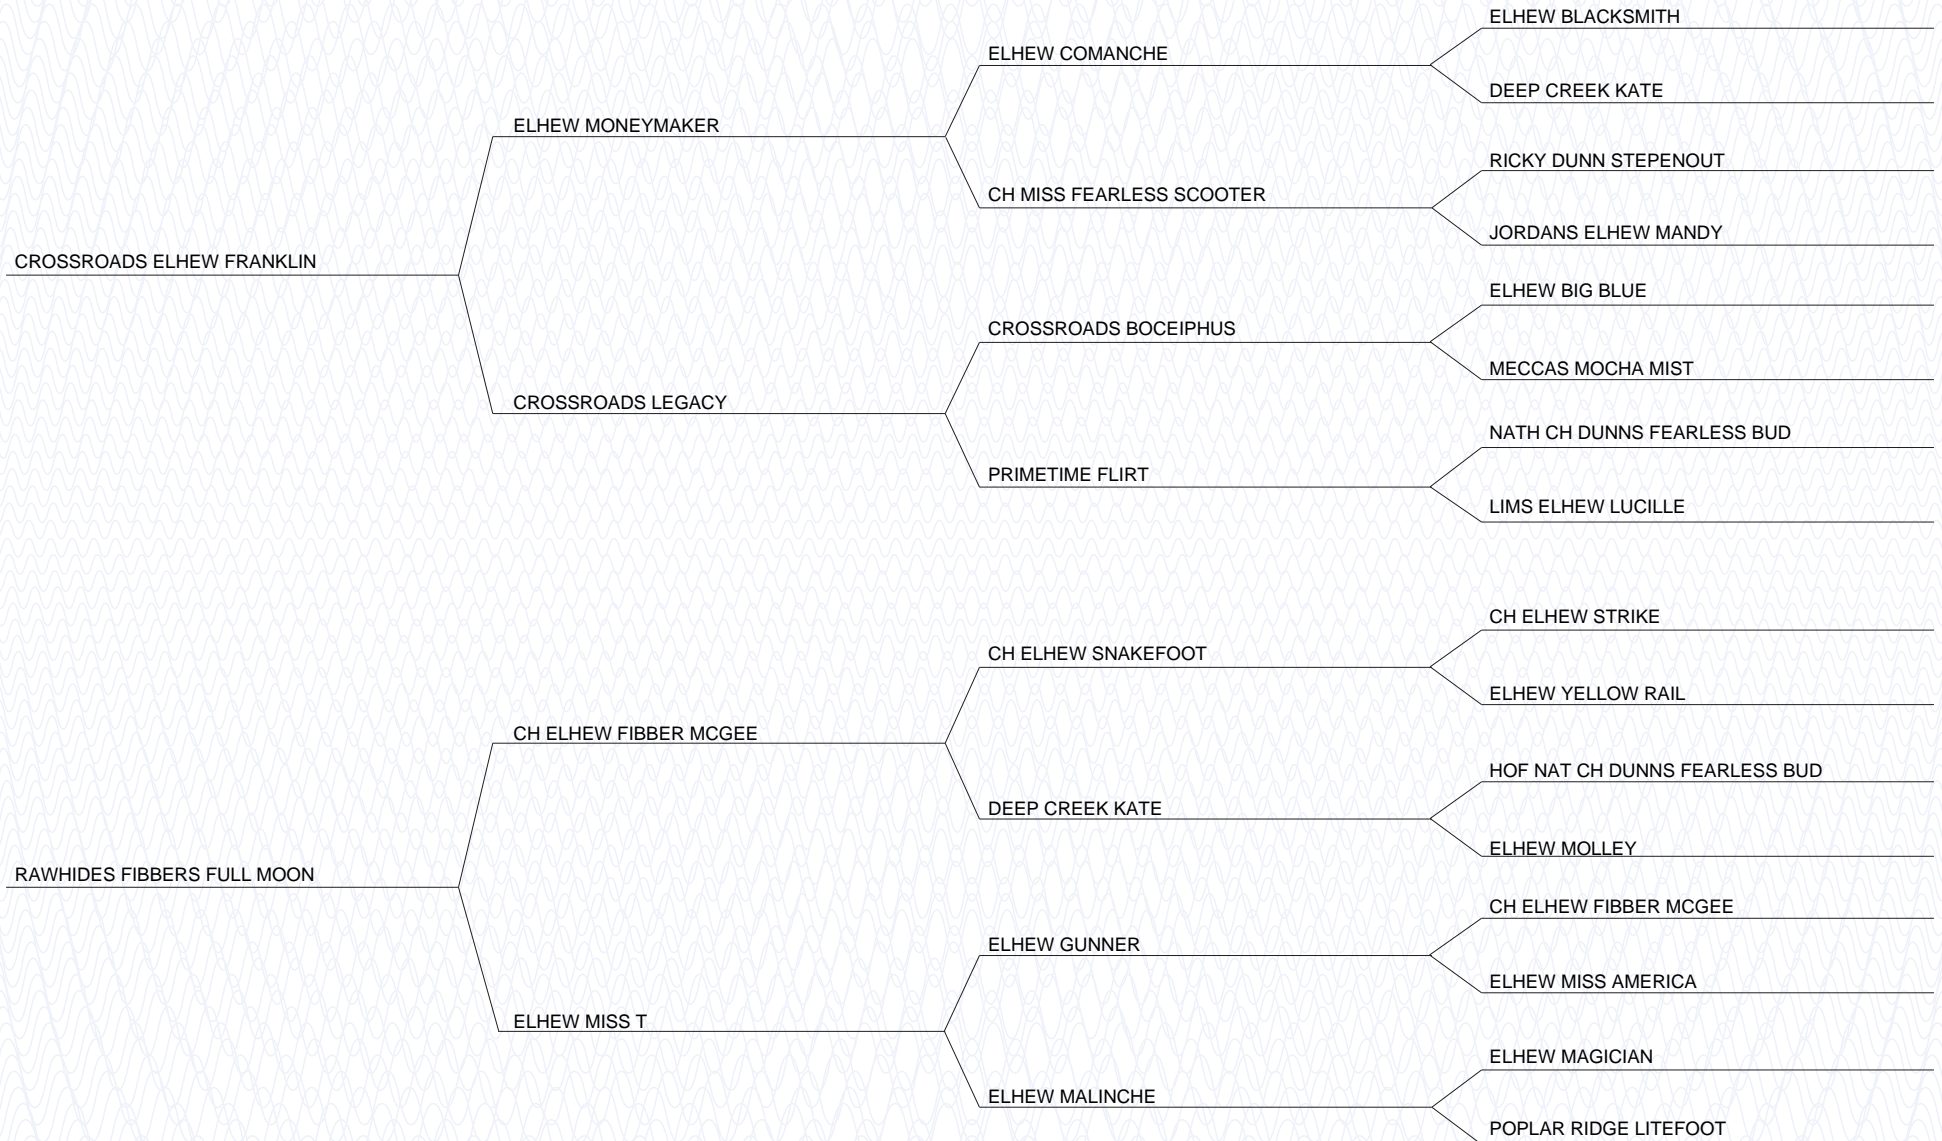 ELHEW BLACKSMITH
ELHEW COMANCHE
DEEP CREEK KATE
ELHEW MONEYMAKER
RICKY DUNN STEPENOUT
CH MISS FEARLESS SCOOTER
JORDANS ELHEW MANDY
CROSSROADS ELHEW FRANKLIN
ELHEW BIG BLUE
CROSSROADS BOCEIPHUS
MECCAS MOCHA MIST
CROSSROADS LEGACY
NATH CH DUNNS FEARLESS BUD
PRIMETIME FLIRT
LIMS ELHEW LUCILLE
CH ELHEW STRIKE
CH ELHEW SNAKEFOOT
ELHEW YELLOW RAIL
CH ELHEW FIBBER MCGEE
HOF NAT CH DUNNS FEARLESS BUD
DEEP CREEK KATE
ELHEW MOLLEY
RAWHIDES FIBBERS FULL MOON
CH ELHEW FIBBER MCGEE
ELHEW GUNNER
ELHEW MISS AMERICA
ELHEW MISS T
ELHEW MAGICIAN
ELHEW MALINCHE
POPLAR RIDGE LITEFOOT